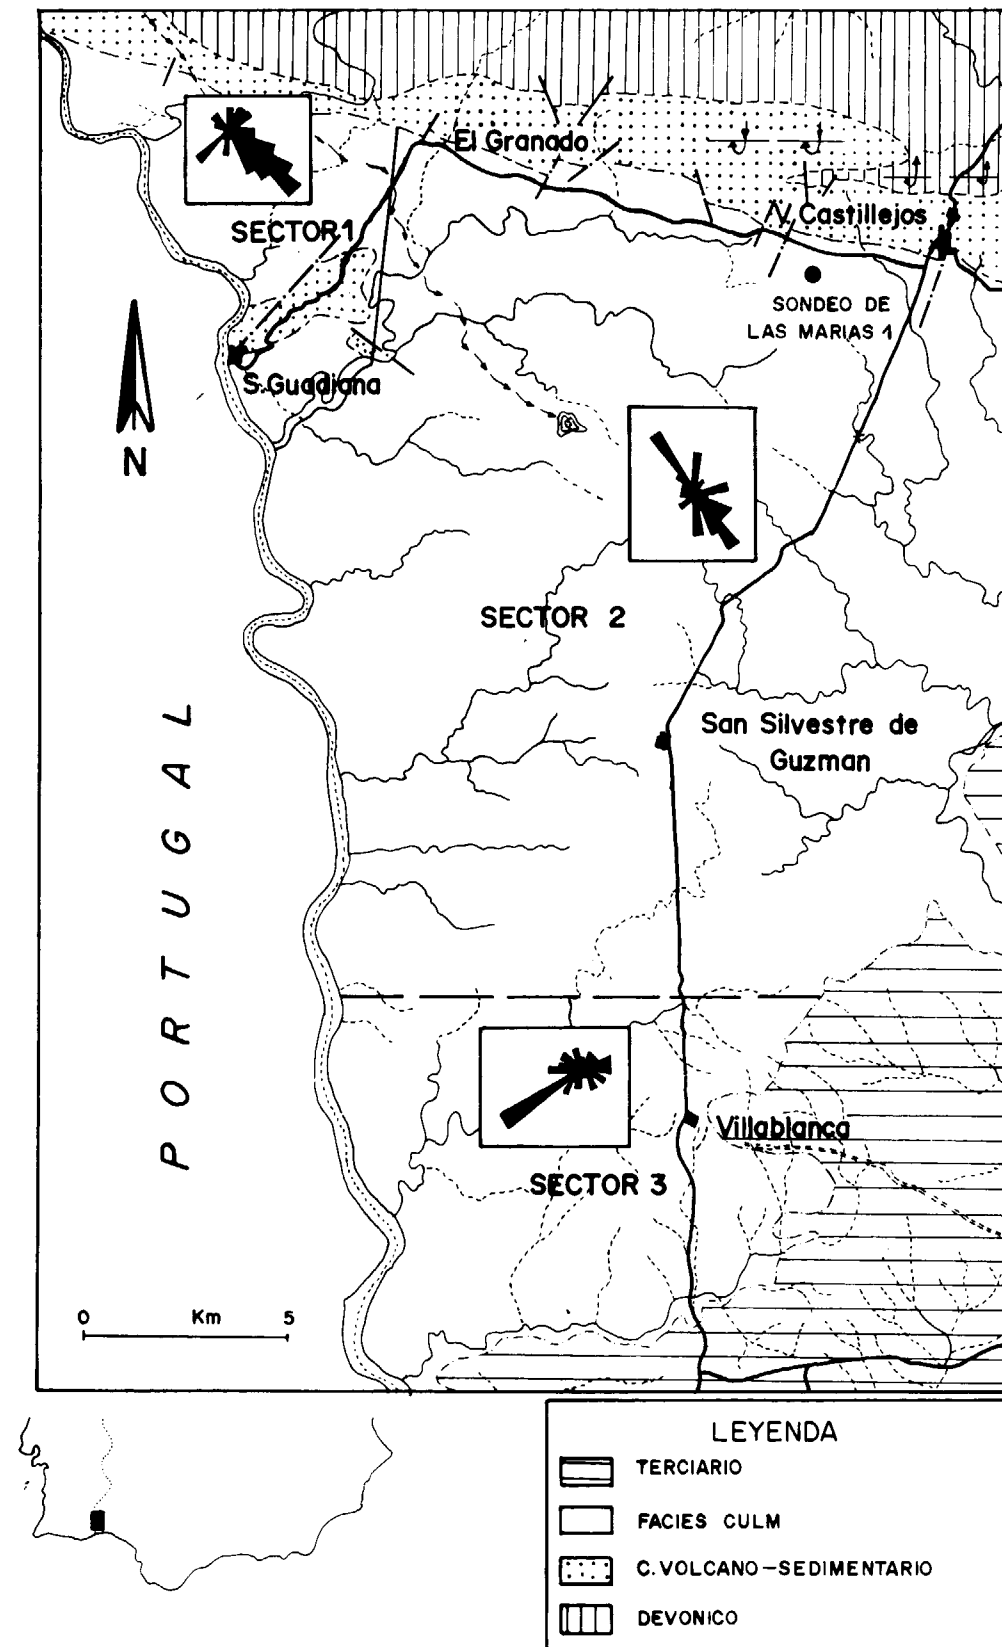 El Granado
SECTOR 1
V. Castillejos
SONDEO DE
LAS MARIAS 1
S.Guadiana
N
SECTOR 2
San Silvestre de
Guzman
PORTUGAL
Villablanca
SECTOR 3
0 Km 5
LEYENDA
TERCIARIO
FACIES CULM
C.VOLCANO-SEDIMENTARIO
DEVONICO